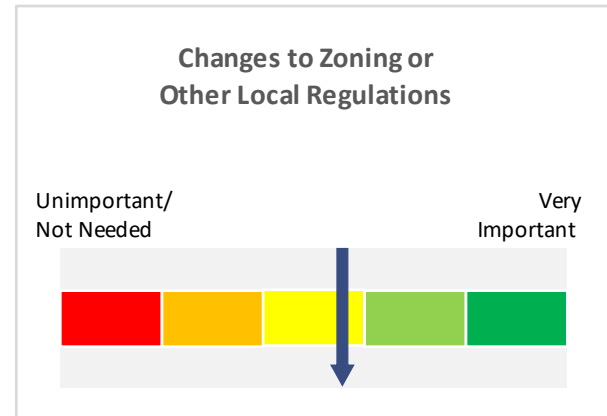 Changes to Zoning or
Other Local Regulations
Unimportant/
Not Needed
Very
Important